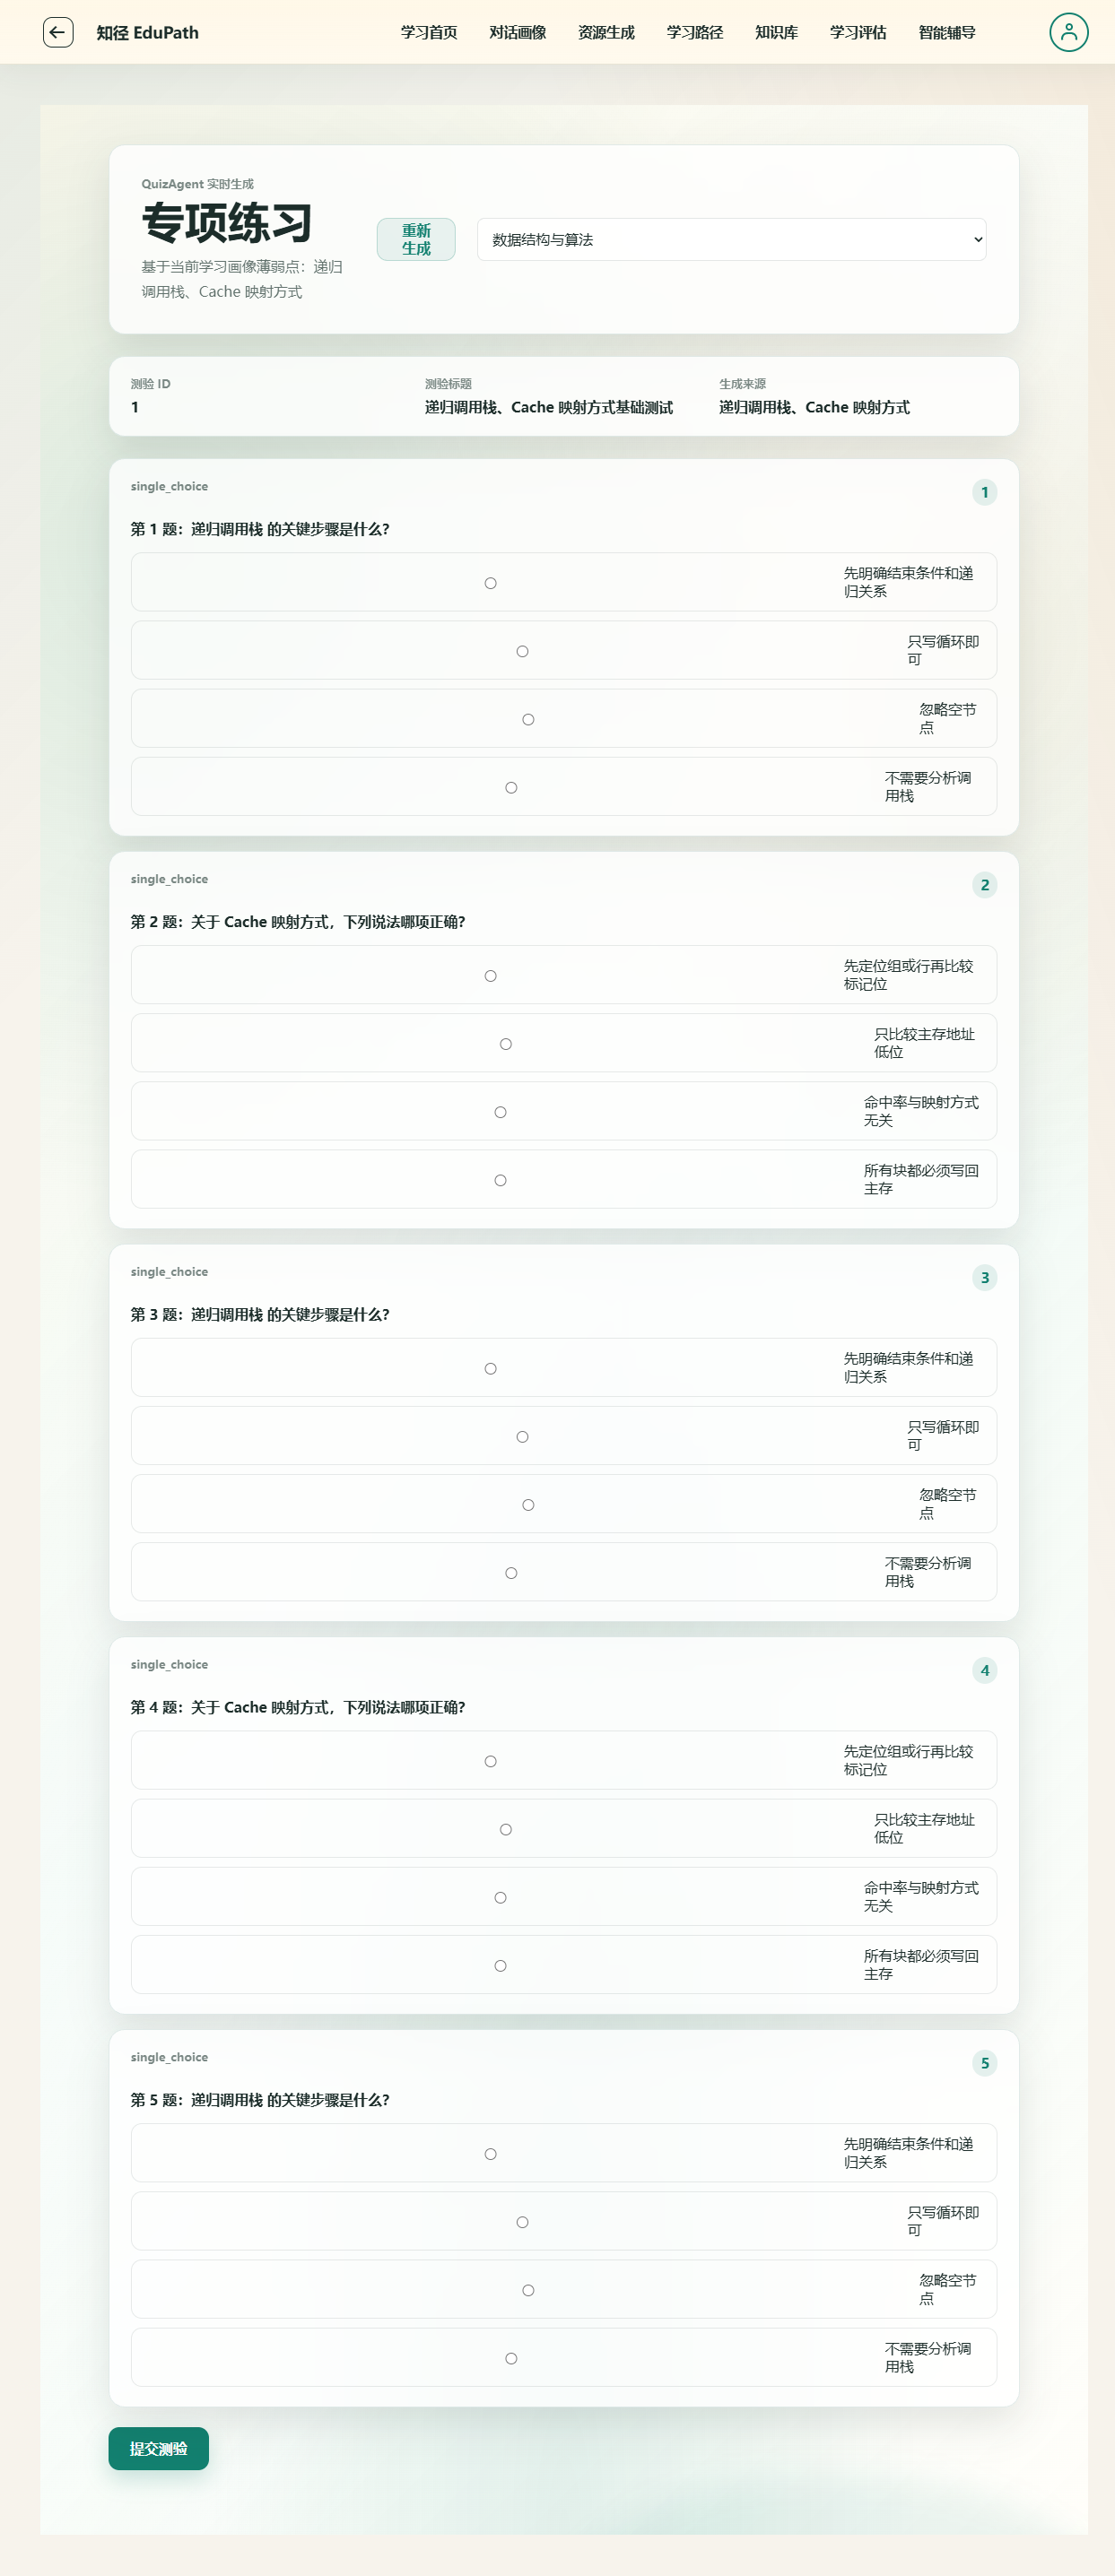 知径 EduPath
学习首页 对话画像 资源生成 学习路径 知识库 学习评估 智能辅导
QuizAgent 实时生成
专项练习
基于当前学习画像薄弱点：递归
调用栈、Cache 映射方式
重新
生成
数据结构与算法
测验 ID
1
测验标题
递归调用栈、Cache 映射方式基础测试
生成来源
递归调用栈、Cache 映射方式
single_choice
1
第 1 题：递归调用栈 的关键步骤是什么？
先明确结束条件和递
归关系
只写循环即
可
忽略空节
点
不需要分析调
用栈
single_choice
2
第 2 题：关于 Cache 映射方式，下列说法哪项正确？
先定位组或行再比较
标记位
只比较主存地址
低位
命中率与映射方式
无关
所有块都必须写回
主存
single_choice
3
第 3 题：递归调用栈 的关键步骤是什么？
先明确结束条件和递
归关系
只写循环即
可
忽略空节
点
不需要分析调
用栈
single_choice
4
第 4 题：关于 Cache 映射方式，下列说法哪项正确？
先定位组或行再比较
标记位
只比较主存地址
低位
命中率与映射方式
无关
所有块都必须写回
主存
single_choice
5
第 5 题：递归调用栈 的关键步骤是什么？
先明确结束条件和递
归关系
只写循环即
可
忽略空节
点
不需要分析调
用栈
提交测验